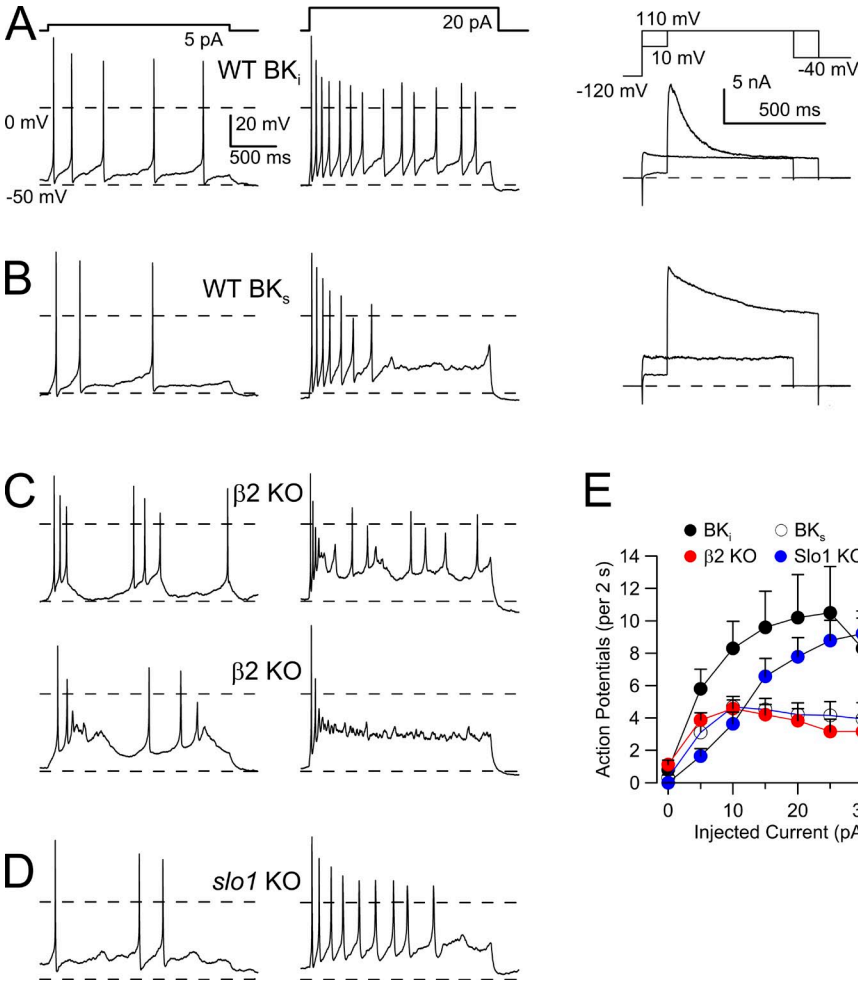 A
5 pA
20 pA
110 mV
10 mV
-40 mV
-120 mV
WT BKi
5 nA
500 ms
0 mV
20 mV
500 ms
-50 mV
B
WT BKs
C
β2 KO
E
BKi
BKs
β2 KO
Slo1 KO
β2 KO
Action Potentials (per 2 s)
14
12
10
8
6
4
2
0
0
10
20
3
Injected Current (pA
D
slo1 KO